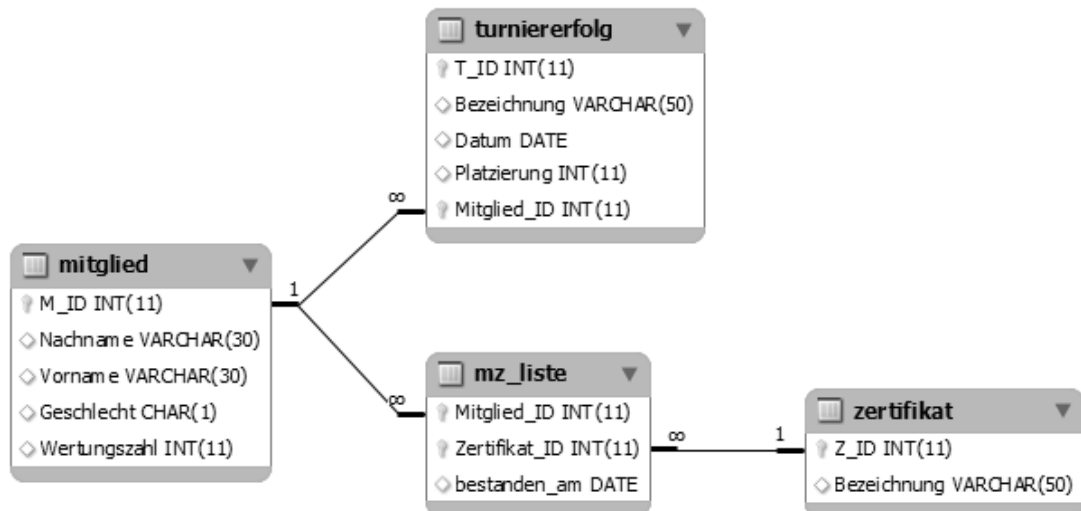 turniererfolg
T_ID INT(11)
Bezeichnung VARCHAR(50)
Datum DATE
Platzierung INT(11)
Mitglied_ID INT(11)
∞
mitglied
M_ID INT(11)
Nachname VARCHAR(30)
Vorname VARCHAR(30)
Geschlecht CHAR(1)
Wertungszahl INT(11)
1
∞
mz_liste
Mitglied_ID INT(11)
Zertifikat_ID INT(11)
bestanden_am DATE
∞
1
zertifikat
Z_ID INT(11)
Bezeichnung VARCHAR(50)